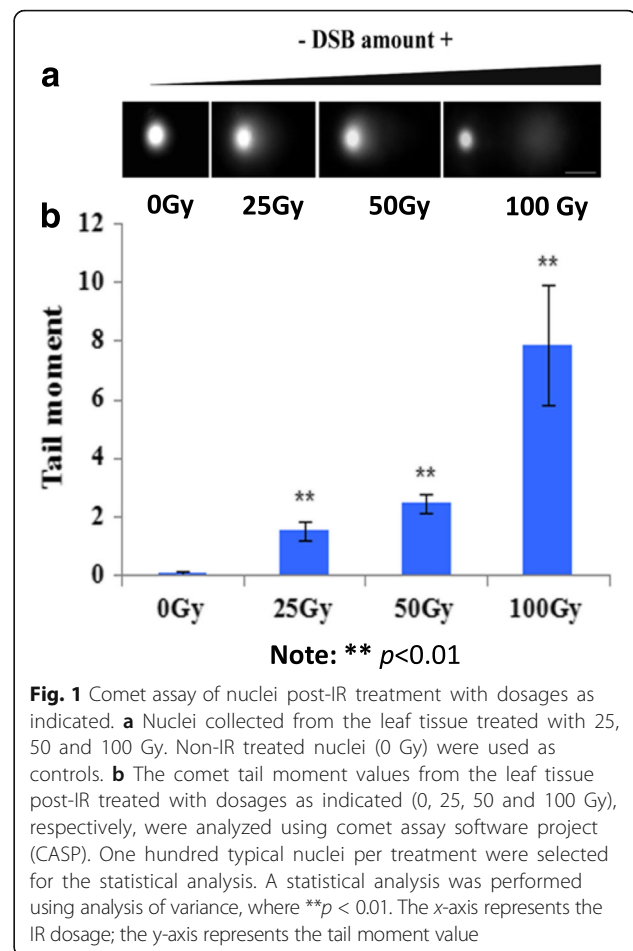 - DSB amount +
a
0Gy 25Gy 50Gy 100 Gy
b
12
10
8
6
4
2
0
Tail moment
**
**
**
0Gy 25Gy 50Gy 100Gy
Note: ** p<0.01
Fig. 1 Comet assay of nuclei post-IR treatment with dosages as
indicated. a Nuclei collected from the leaf tissue treated with 25,
50 and 100 Gy. Non-IR treated nuclei (0 Gy) were used as
controls. b The comet tail moment values from the leaf tissue
post-IR treated with dosages as indicated (0, 25, 50 and 100 Gy),
respectively, were analyzed using comet assay software project
(CASP). One hundred typical nuclei per treatment were selected
for the statistical analysis. A statistical analysis was performed
using analysis of variance, where **p < 0.01. The x-axis represents the
IR dosage; the y-axis represents the tail moment value